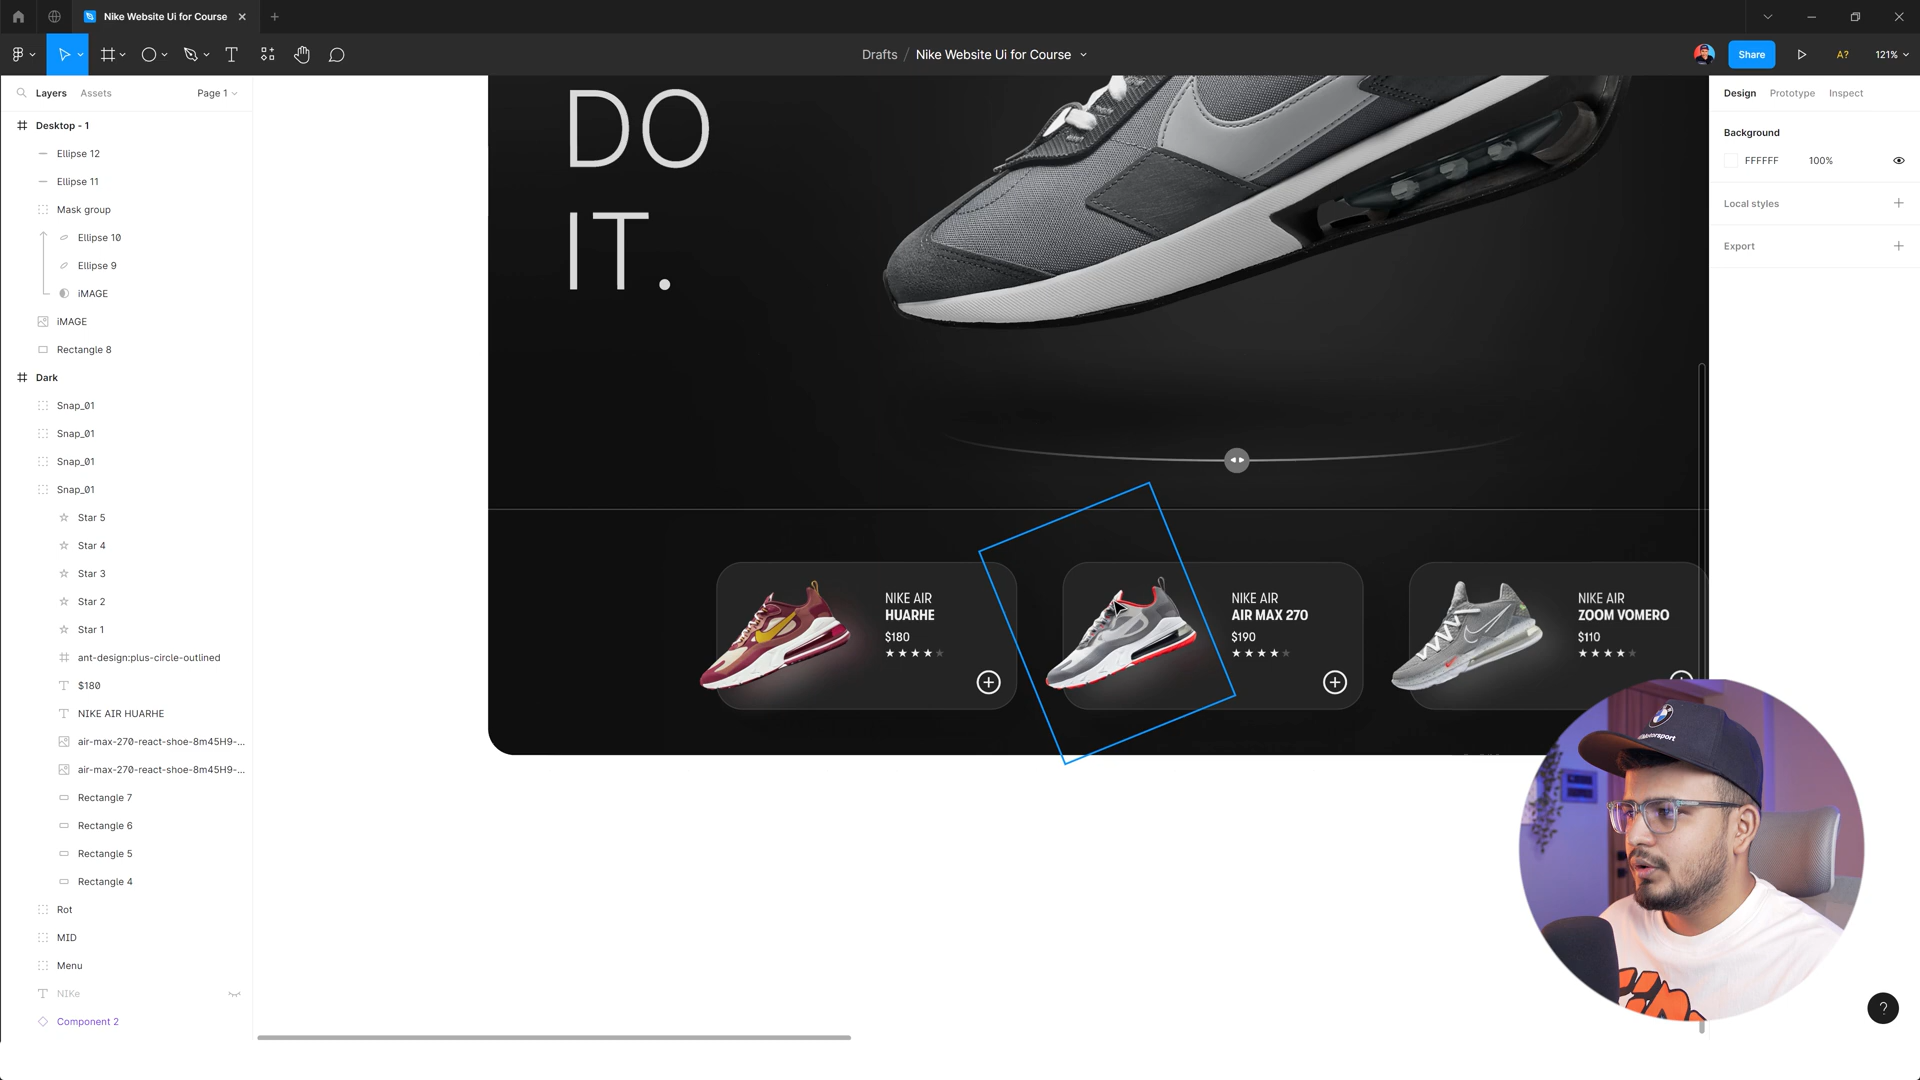 Nike Website Ui for Course
Drafts / Nike Website Ui for Course
Share
A?
121%
Layers
Assets
Page 1
Desktop - 1
Ellipse 12
Ellipse 11
Mask group
Ellipse 10
Ellipse 9
iMAGE
iMAGE
Rectangle 8
Dark
Snap_01
Snap_01
Snap_01
Snap_01
Star 5
Star 4
Star 3
Star 2
Star 1
ant-design:plus-circle-outlined
$180
NIKE AIR HUARHE
air-max-270-react-shoe-8m45H9-...
air-max-270-react-shoe-8m45H9-...
Rectangle 7
Rectangle 6
Rectangle 5
Rectangle 4
Rot
MID
Menu
NIKe
Component 2
DO
IT.
NIKE AIR
HUARHE
$180
NIKE AIR
AIR MAX 270
$190
NIKE AIR
ZOOM VOMERO
$110
Design
Prototype
Inspect
Background
FFFFFF
100%
Local styles
Export
?